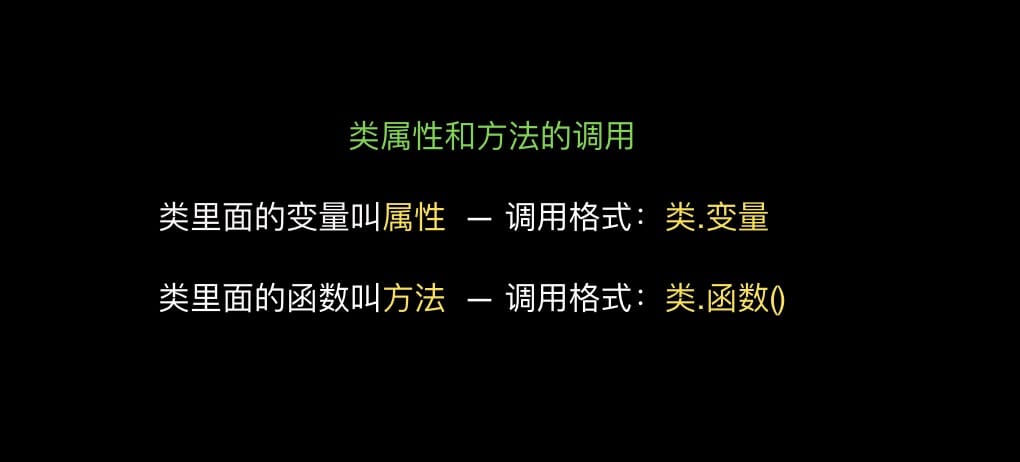 类属性和方法的调用
类里面的变量叫属性 — 调用格式：类.变量
类里面的函数叫方法 — 调用格式：类.函数()